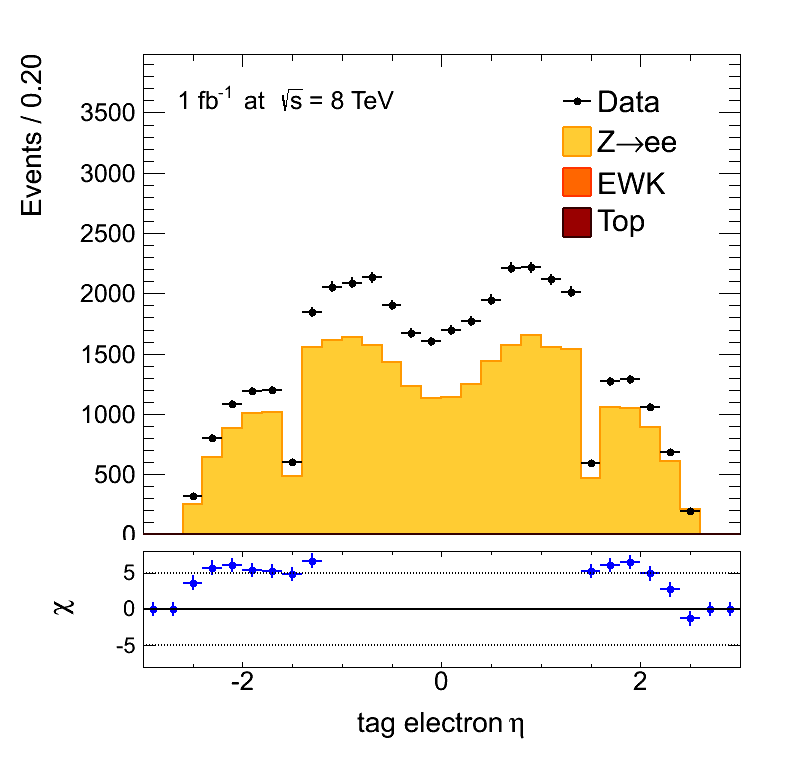 Events / 0.20
1 fb-1 at √s = 8 TeV
Data
Z→ee
EWK
Top
3500
3000
2500
2000
1500
1000
500
0
χ
5
0
-5
-2 0 2
tag electron η